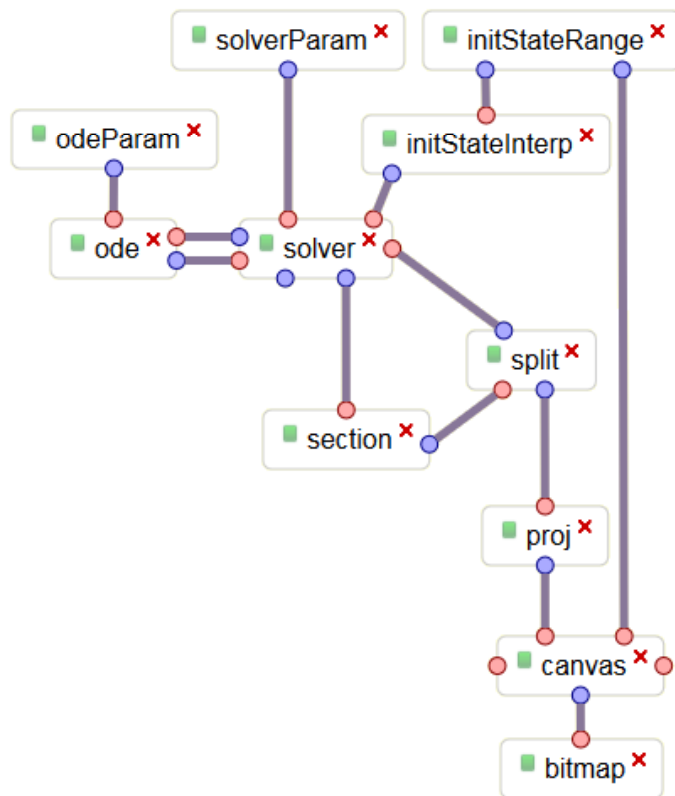 solverParam
initStateRange
odeParam
initStateInterp
ode
solver
split
section
proj
canvas
bitmap